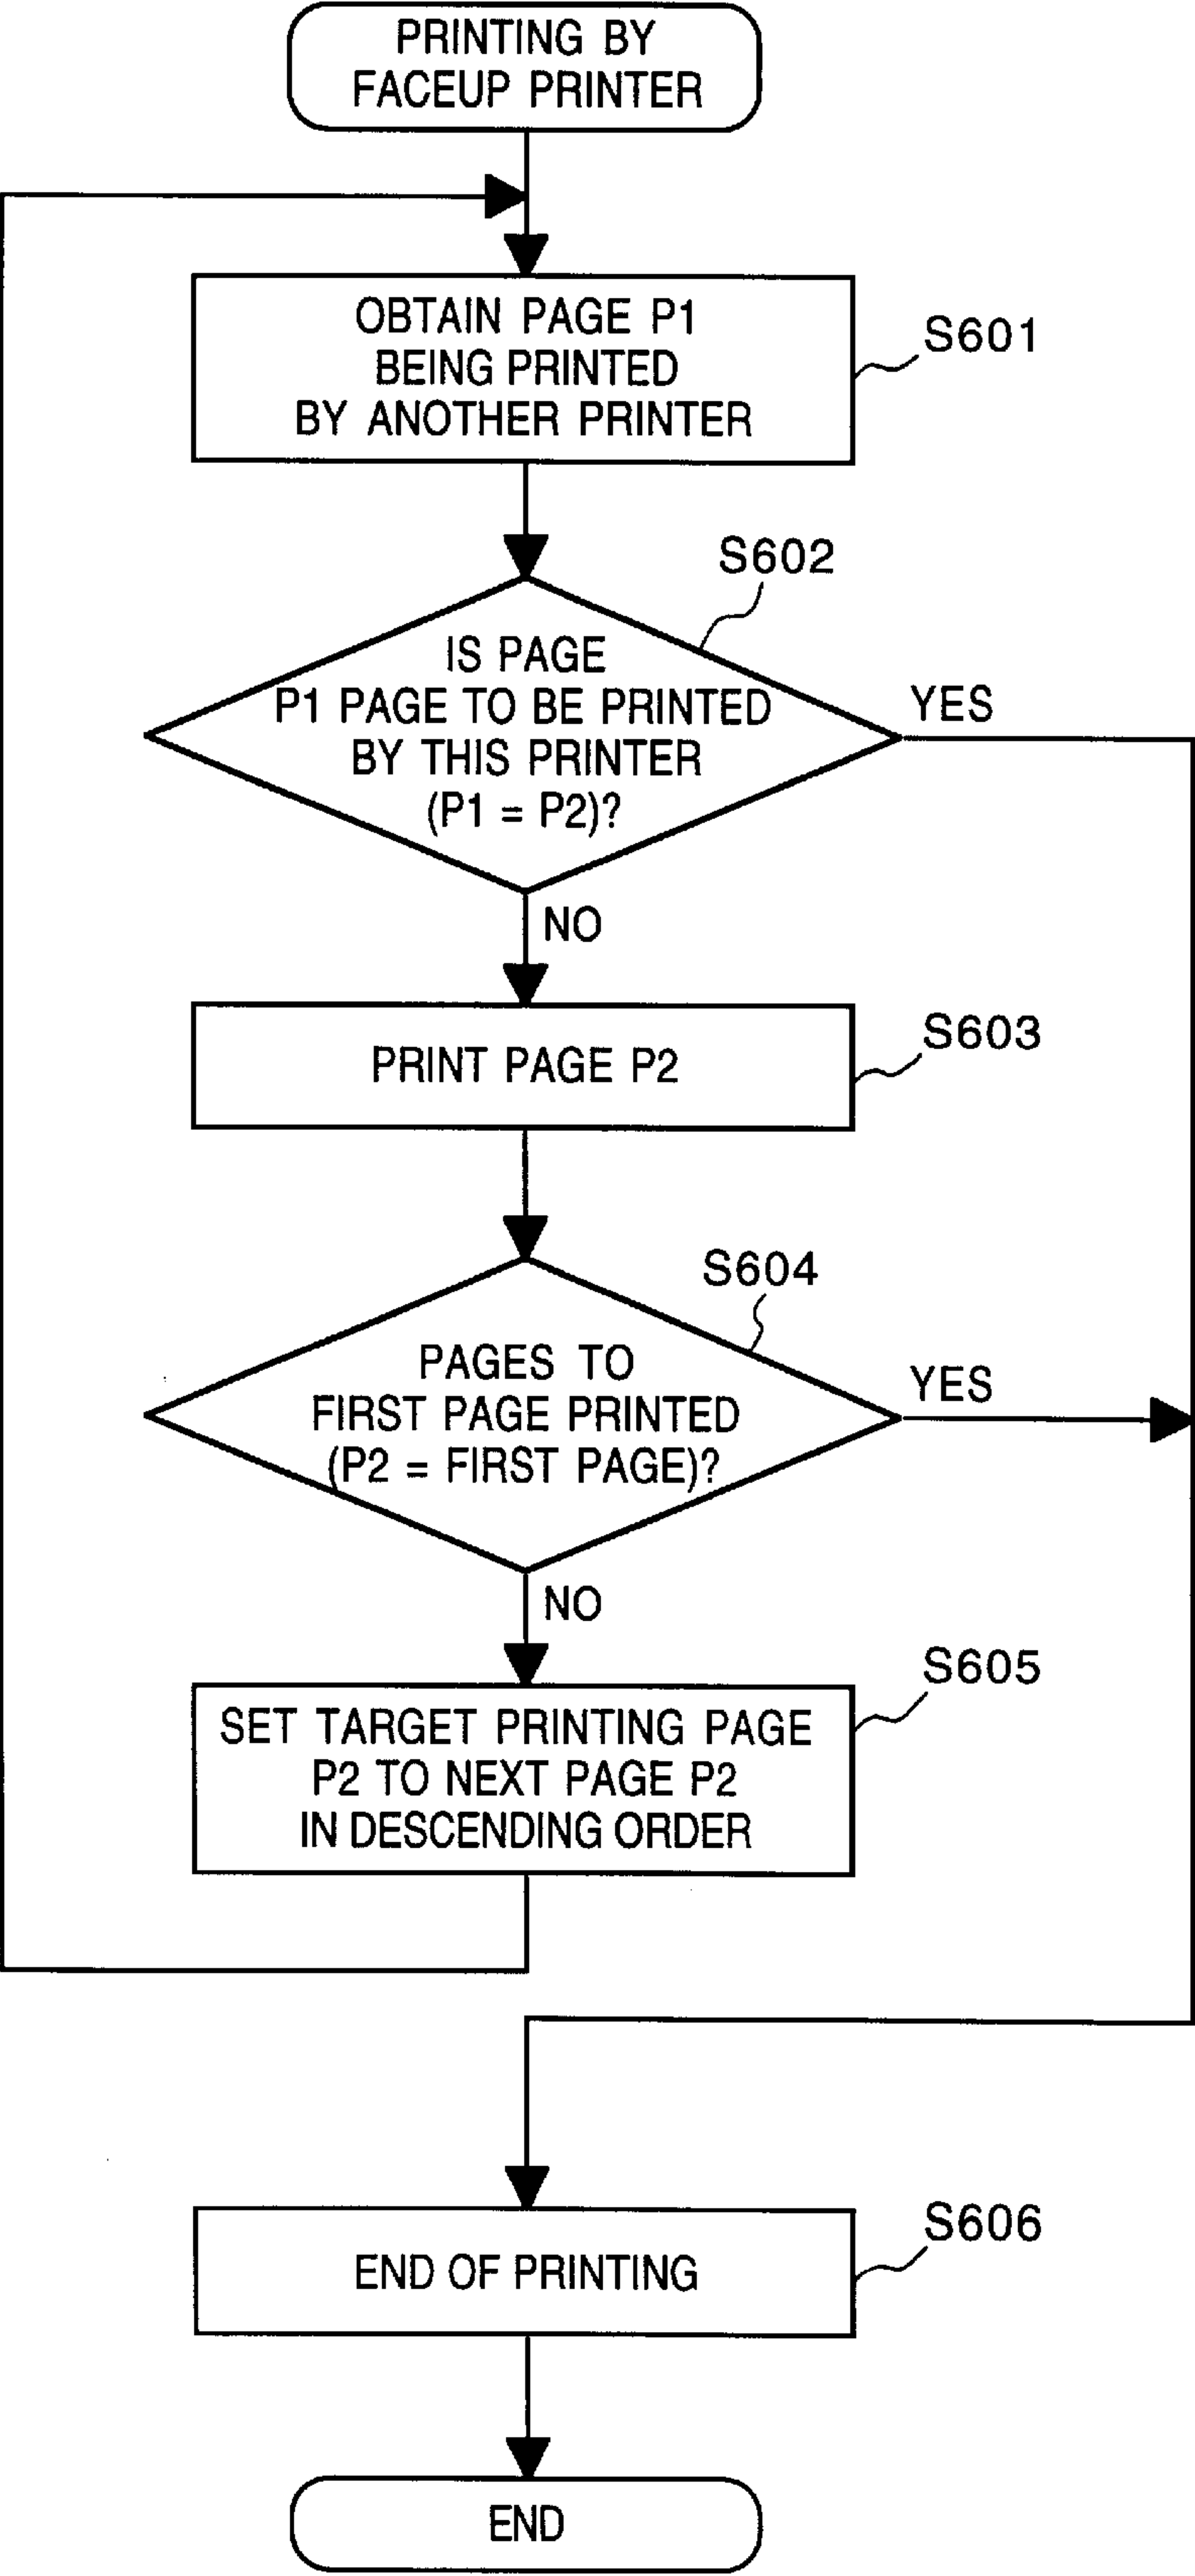 PRINTING BY
FACEUP PRINTER
OBTAIN PAGE P1
BEING PRINTED
BY ANOTHER PRINTER
S601
S602
IS PAGE
P1 PAGE TO BE PRINTED
BY THIS PRINTER
(P1 = P2)?
YES
NO
PRINT PAGE P2
S603
S604
PAGES TO
FIRST PAGE PRINTED
(P2 = FIRST PAGE)?
YES
NO
S605
SET TARGET PRINTING PAGE
P2 TO NEXT PAGE P2
IN DESCENDING ORDER
S606
END OF PRINTING
END